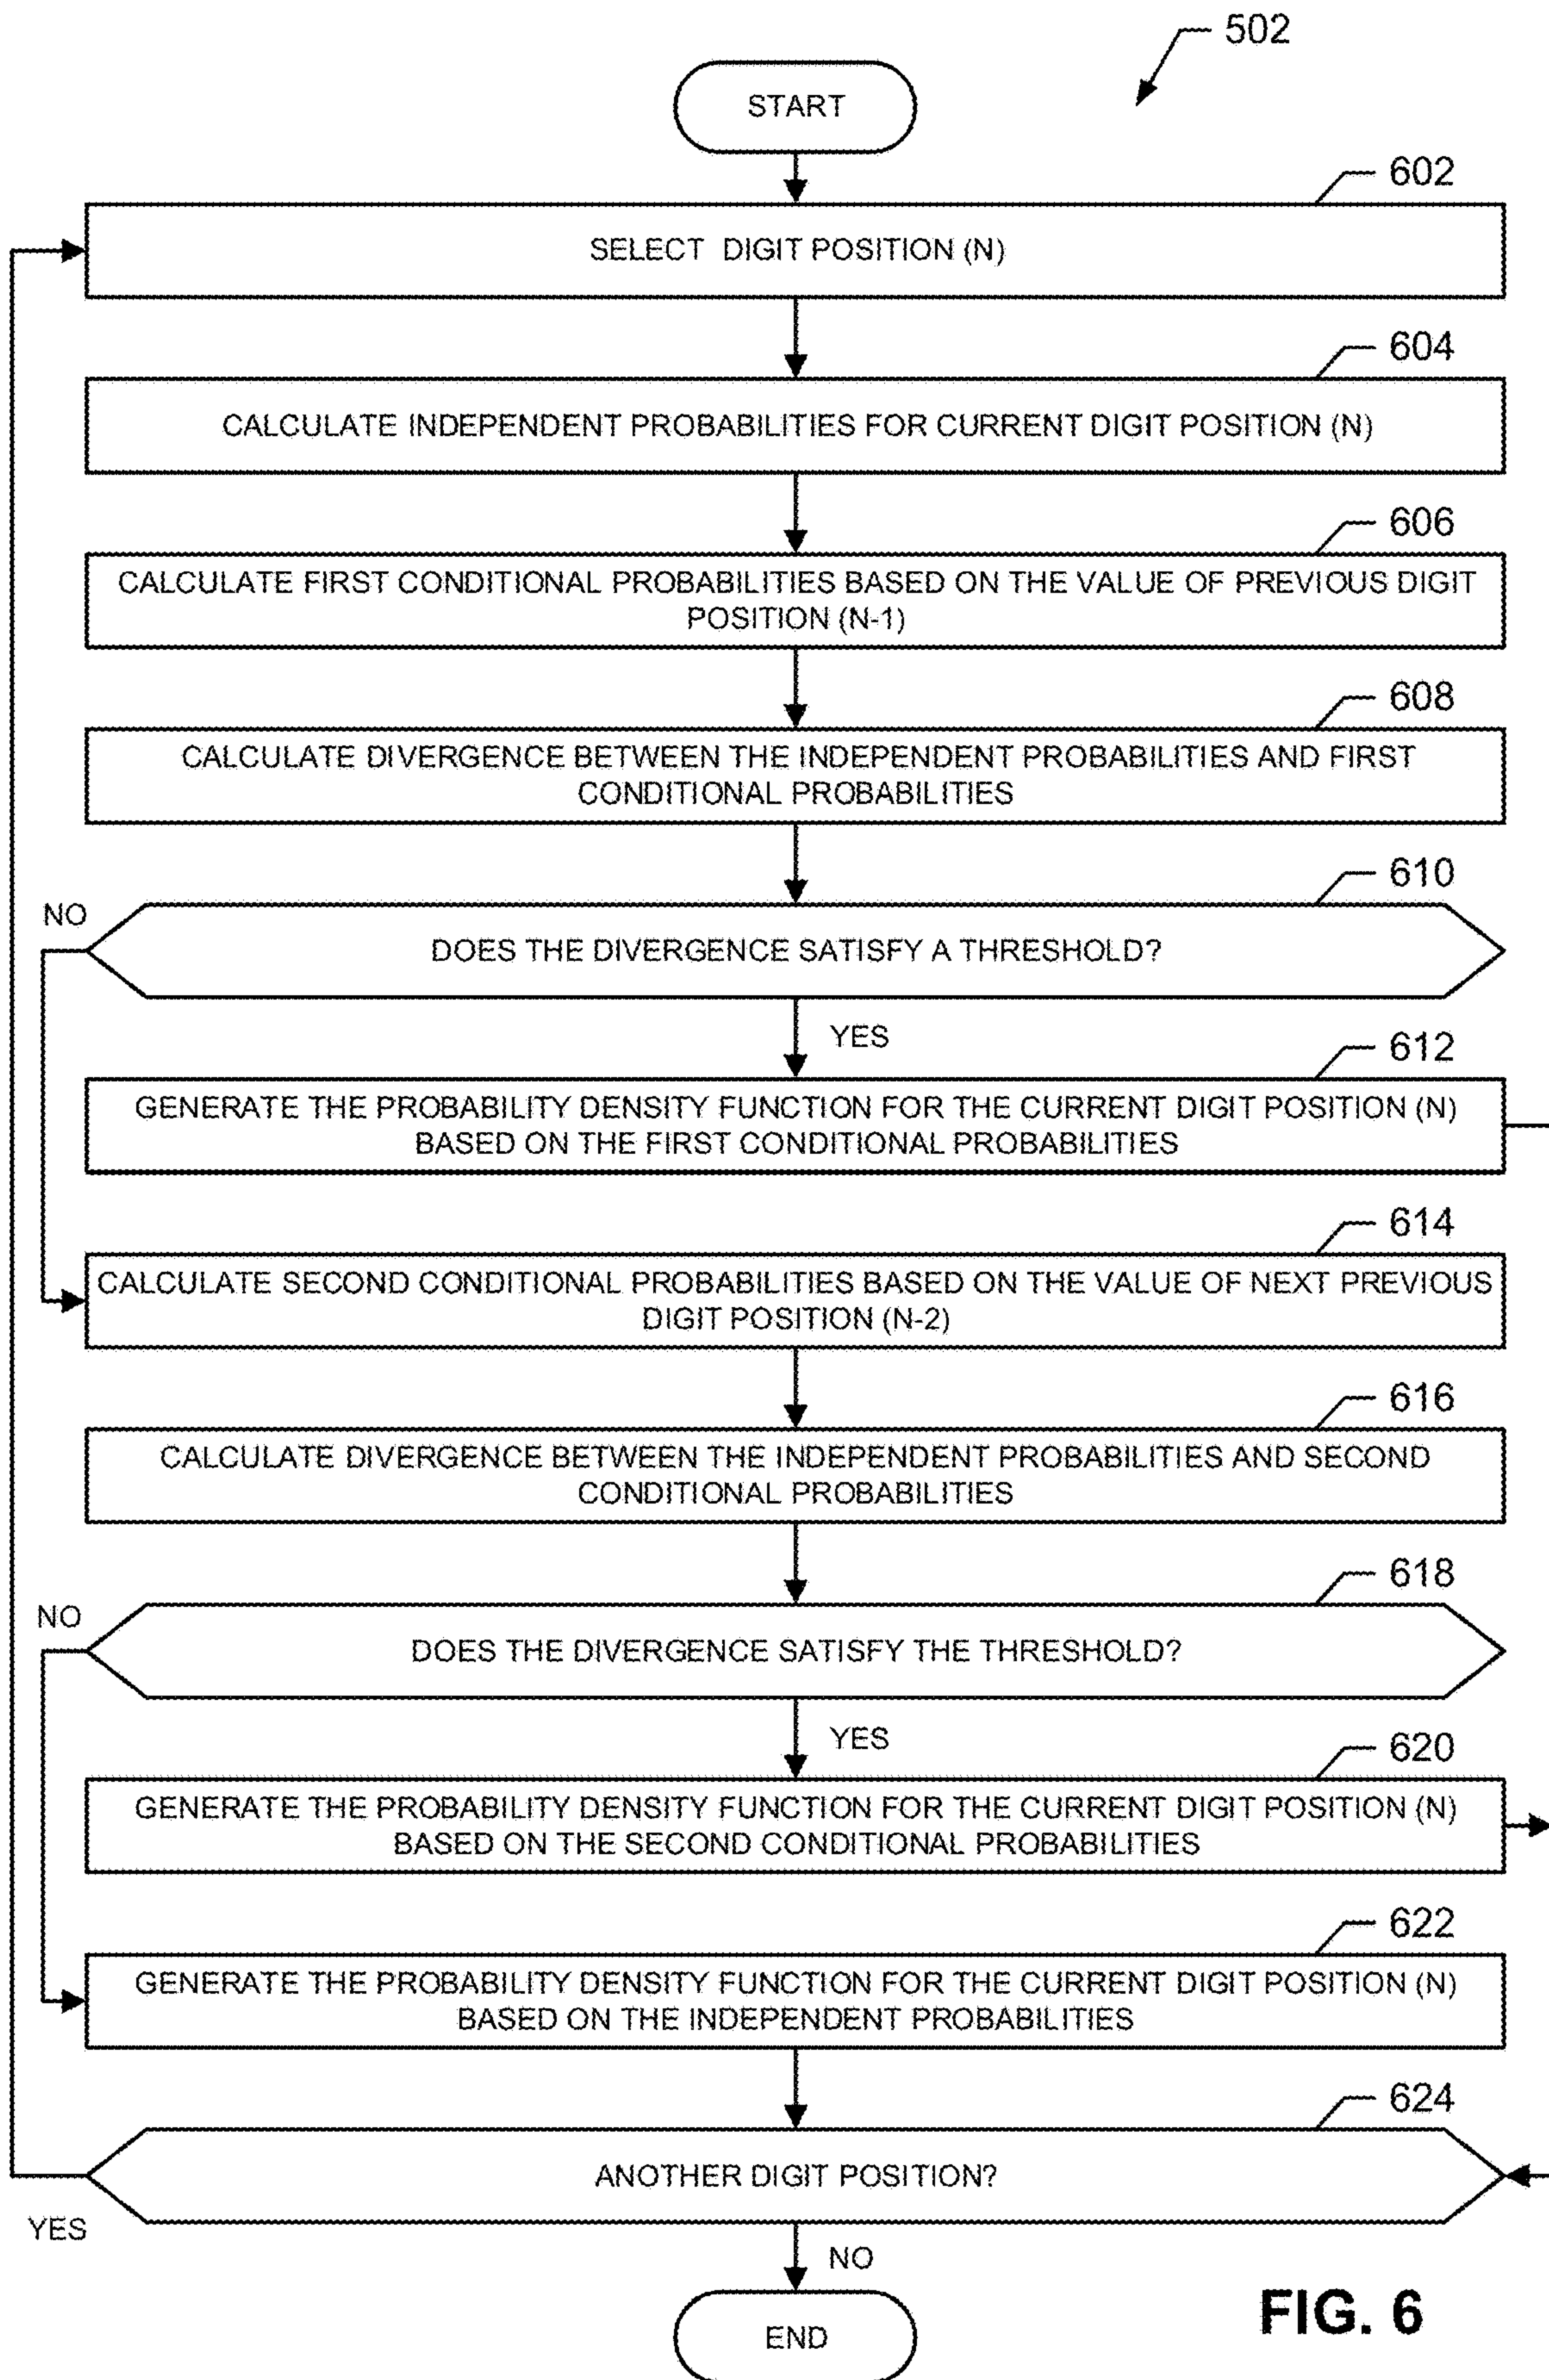 502
START
602
SELECT DIGIT POSITION (N)
604
CALCULATE INDEPENDENT PROBABILITIES FOR CURRENT DIGIT POSITION (N)
606
CALCULATE FIRST CONDITIONAL PROBABILITIES BASED ON THE VALUE OF PREVIOUS DIGIT
POSITION (N-1)
608
CALCULATE DIVERGENCE BETWEEN THE INDEPENDENT PROBABILITIES AND FIRST
CONDITIONAL PROBABILITIES
610
NO
DOES THE DIVERGENCE SATISFY A THRESHOLD?
YES
612
GENERATE THE PROBABILITY DENSITY FUNCTION FOR THE CURRENT DIGIT POSITION (N)
BASED ON THE FIRST CONDITIONAL PROBABILITIES
614
CALCULATE SECOND CONDITIONAL PROBABILITIES BASED ON THE VALUE OF NEXT PREVIOUS
DIGIT POSITION (N-2)
616
CALCULATE DIVERGENCE BETWEEN THE INDEPENDENT PROBABILITIES AND SECOND
CONDITIONAL PROBABILITIES
618
NO
DOES THE DIVERGENCE SATISFY THE THRESHOLD?
YES
620
GENERATE THE PROBABILITY DENSITY FUNCTION FOR THE CURRENT DIGIT POSITION (N)
BASED ON THE SECOND CONDITIONAL PROBABILITIES
622
GENERATE THE PROBABILITY DENSITY FUNCTION FOR THE CURRENT DIGIT POSITION (N)
BASED ON THE INDEPENDENT PROBABILITIES
624
ANOTHER DIGIT POSITION?
YES
NO
END
FIG. 6